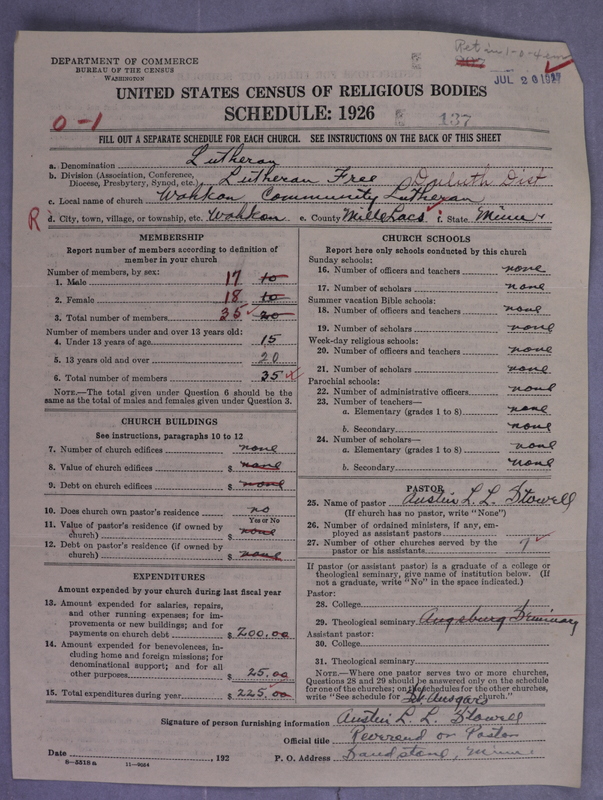 DEPARTMENT OF COMMERCE
BUREAU OF THE CENSUS
WASHINGTON
JUL 20 1927
UNITED STATES CENSUS OF RELIGIOUS BODIES
SCHEDULE: 1926
0-1
137
FILL OUT A SEPARATE SCHEDULE FOR EACH CHURCH. SEE INSTRUCTIONS ON THE BACK OF THIS SHEET
a. Denomination Lutheran
b. Division (Association, Conference, Diocese, Presbytery, Synod, etc.) Lutheran Free Duluth Dist
c. Local name of church Wahkon Community Lutheran
R d. City, town, village, or township, etc. Wahkon e. County Mille Lacs f. State Minn
MEMBERSHIP
Report number of members according to definition of
member in your church
Number of members, by sex:
1. Male 17 10
2. Female 18 10
3. Total number of members 35 20
Number of members under and over 13 years old:
4. Under 13 years of age 15
5. 13 years old and over 20
6. Total number of members 35
NOTE.—The total given under Question 6 should be the
same as the total of males and females given under Question 3.
CHURCH BUILDINGS
See instructions, paragraphs 10 to 12
7. Number of church edifices none
8. Value of church edifices $ none
9. Debt on church edifices $ none
10. Does church own pastor's residence? no
Yes or No
11. Value of pastor's residence (if owned by
church) $ none
12. Debt on pastor's residence (if owned by
church) $ none
EXPENDITURES
Amount expended by your church during last fiscal year
13. Amount expended for salaries, repairs,
and other running expenses; for im-
provements or new buildings; and for
payments on church debt $ 200.00
14. Amount expended for benevolences, in-
cluding home and foreign missions; for
denominational support; and for all
other purposes $ 25.00
15. Total expenditures during year $ 225.00
CHURCH SCHOOLS
Report here only schools conducted by this church
Sunday schools:
16. Number of officers and teachers none
17. Number of scholars none
Summer vacation Bible schools:
18. Number of officers and teachers none
19. Number of scholars none
Week-day religious schools:
20. Number of officers and teachers none
21. Number of scholars none
Parochial schools:
22. Number of administrative officers none
23. Number of teachers—
a. Elementary (grades 1 to 8) none
b. Secondary none
24. Number of scholars—
a. Elementary (grades 1 to 8) none
b. Secondary none
PASTOR
25. Name of pastor Austin L. L. Stowell
(If church has no pastor, write "None")
26. Number of ordained ministers, if any, em-
ployed as assistant pastors
27. Number of other churches served by the
pastor or his assistants
If pastor (or assistant pastor) is a graduate of a college or
theological seminary, give name of institution below. (If
not a graduate, write "No" in the space indicated.)
Pastor:
28. College
29. Theological seminary Augsburg Seminary
Assistant pastor:
30. College
31. Theological seminary
NOTE.—Where one pastor serves two or more churches,
Questions 28 and 29 should be answered only on the schedule
for one of the churches; on the schedules for the other churches,
write "See schedule for St. Ansgars church."
Signature of person furnishing information Austin L. L. Stowell
Official title Reverend or Pastor
Date , 192 P. O. Address Sandstone, Minn
8-5518a 11-9564